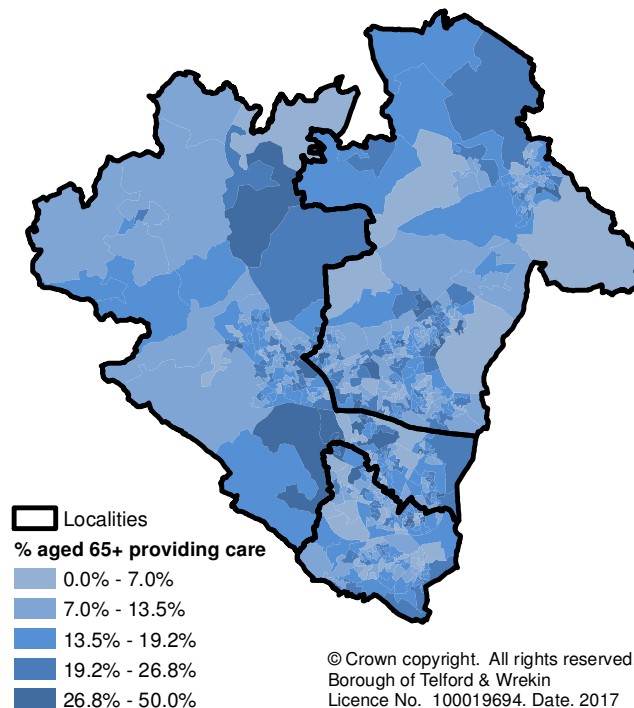 Localities
% aged 65+ providing care
0.0% - 7.0%
7.0% - 13.5%
13.5% - 19.2%
19.2% - 26.8%
26.8% - 50.0%
© Crown copyright. All rights reserved
Borough of Telford & Wrekin
Licence No. 100019694. Date. 2017